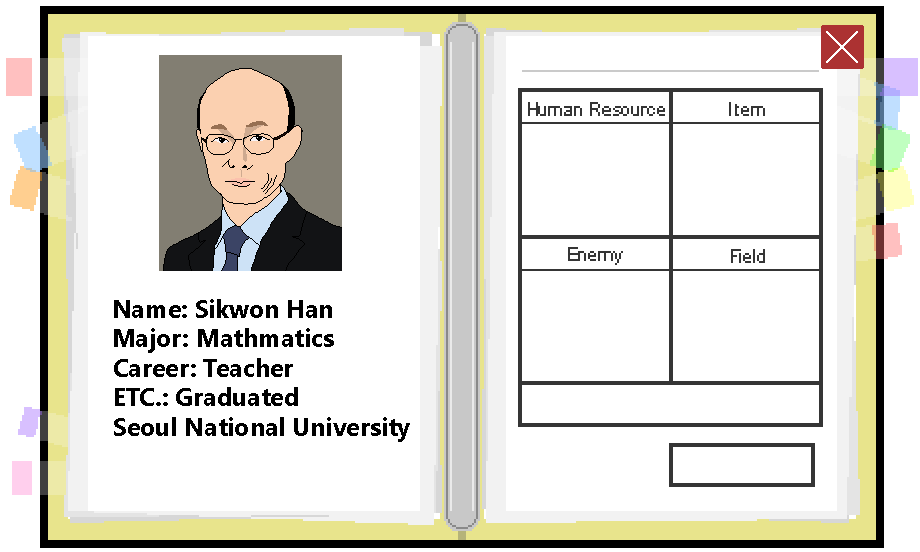 Name: Sikwon Han
Major: Mathmatics
Career: Teacher
ETC.: Graduated
Seoul National University
Human Resource
Item
Enemy
Field